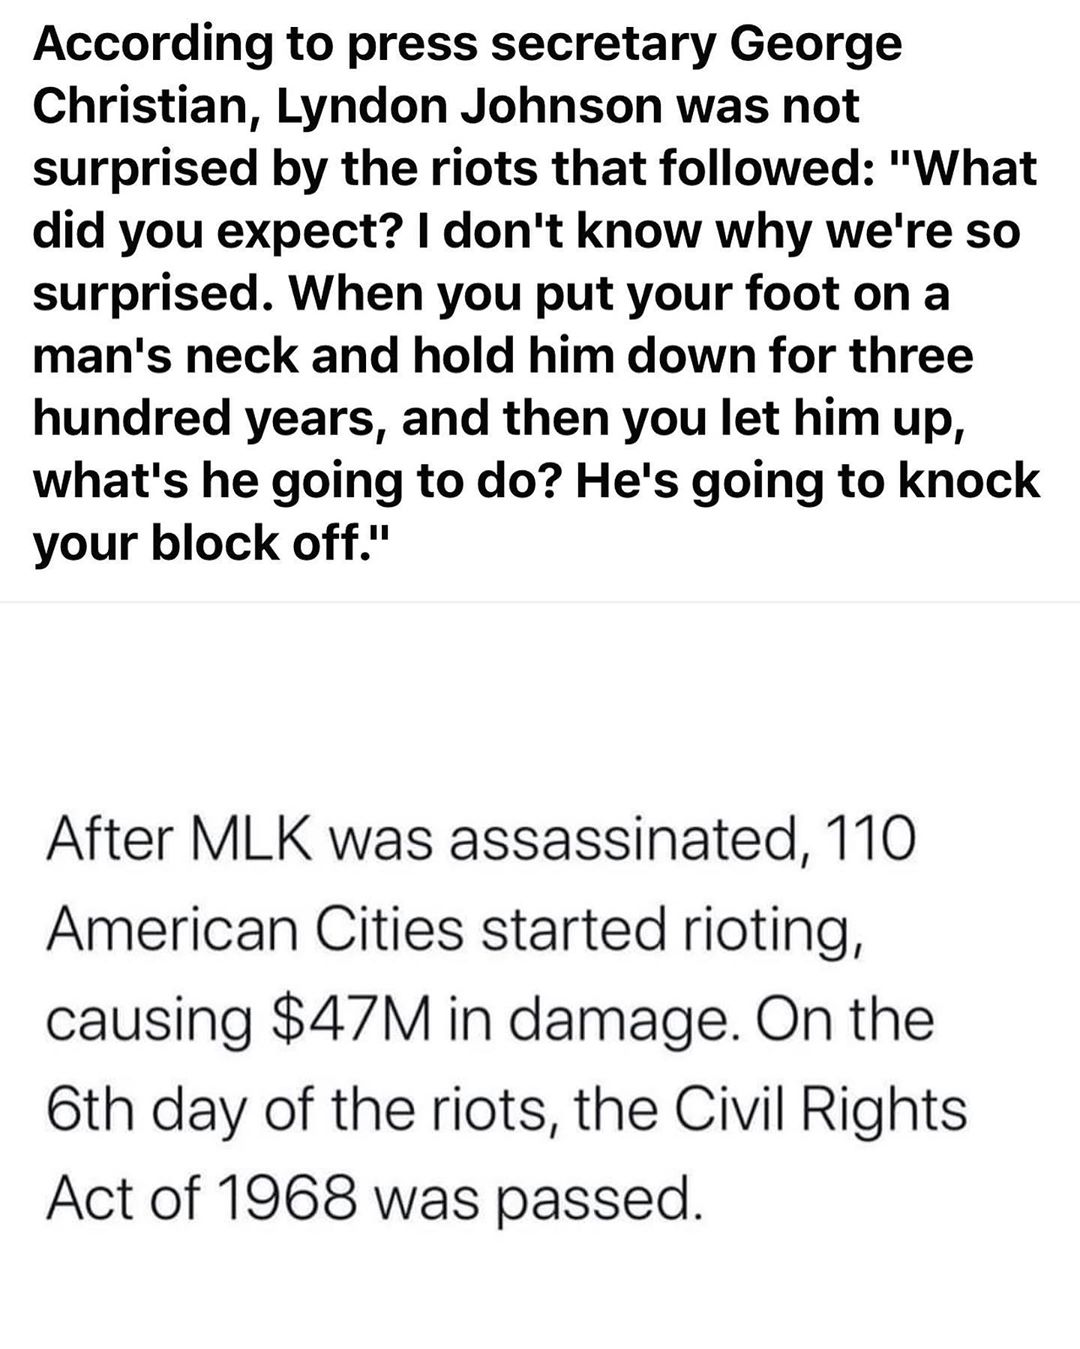 According to press secretary George
Christian, Lyndon Johnson was not
surprised by the riots that followed: "What
did you expect? I don't know why we're so
surprised. When you put your foot on a
man's neck and hold him down for three
hundred years, and then you let him up,
what's he going to do? He's going to knock
your block off."
After MLK was assassinated, 110
American Cities started rioting,
causing $47M in damage. On the
6th day of the riots, the Civil Rights
Act of 1968 was passed.